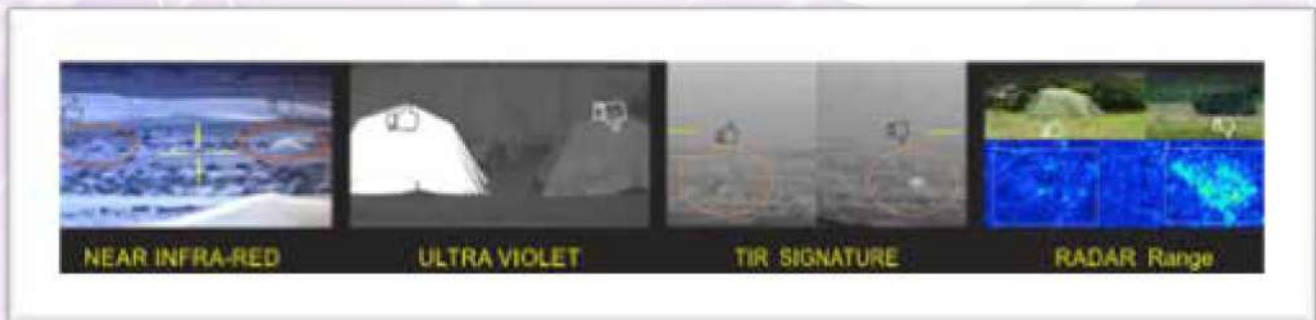 NEAR INFRA-RED
ULTRA VIOLET
TIR SIGNATURE
RADAR Range